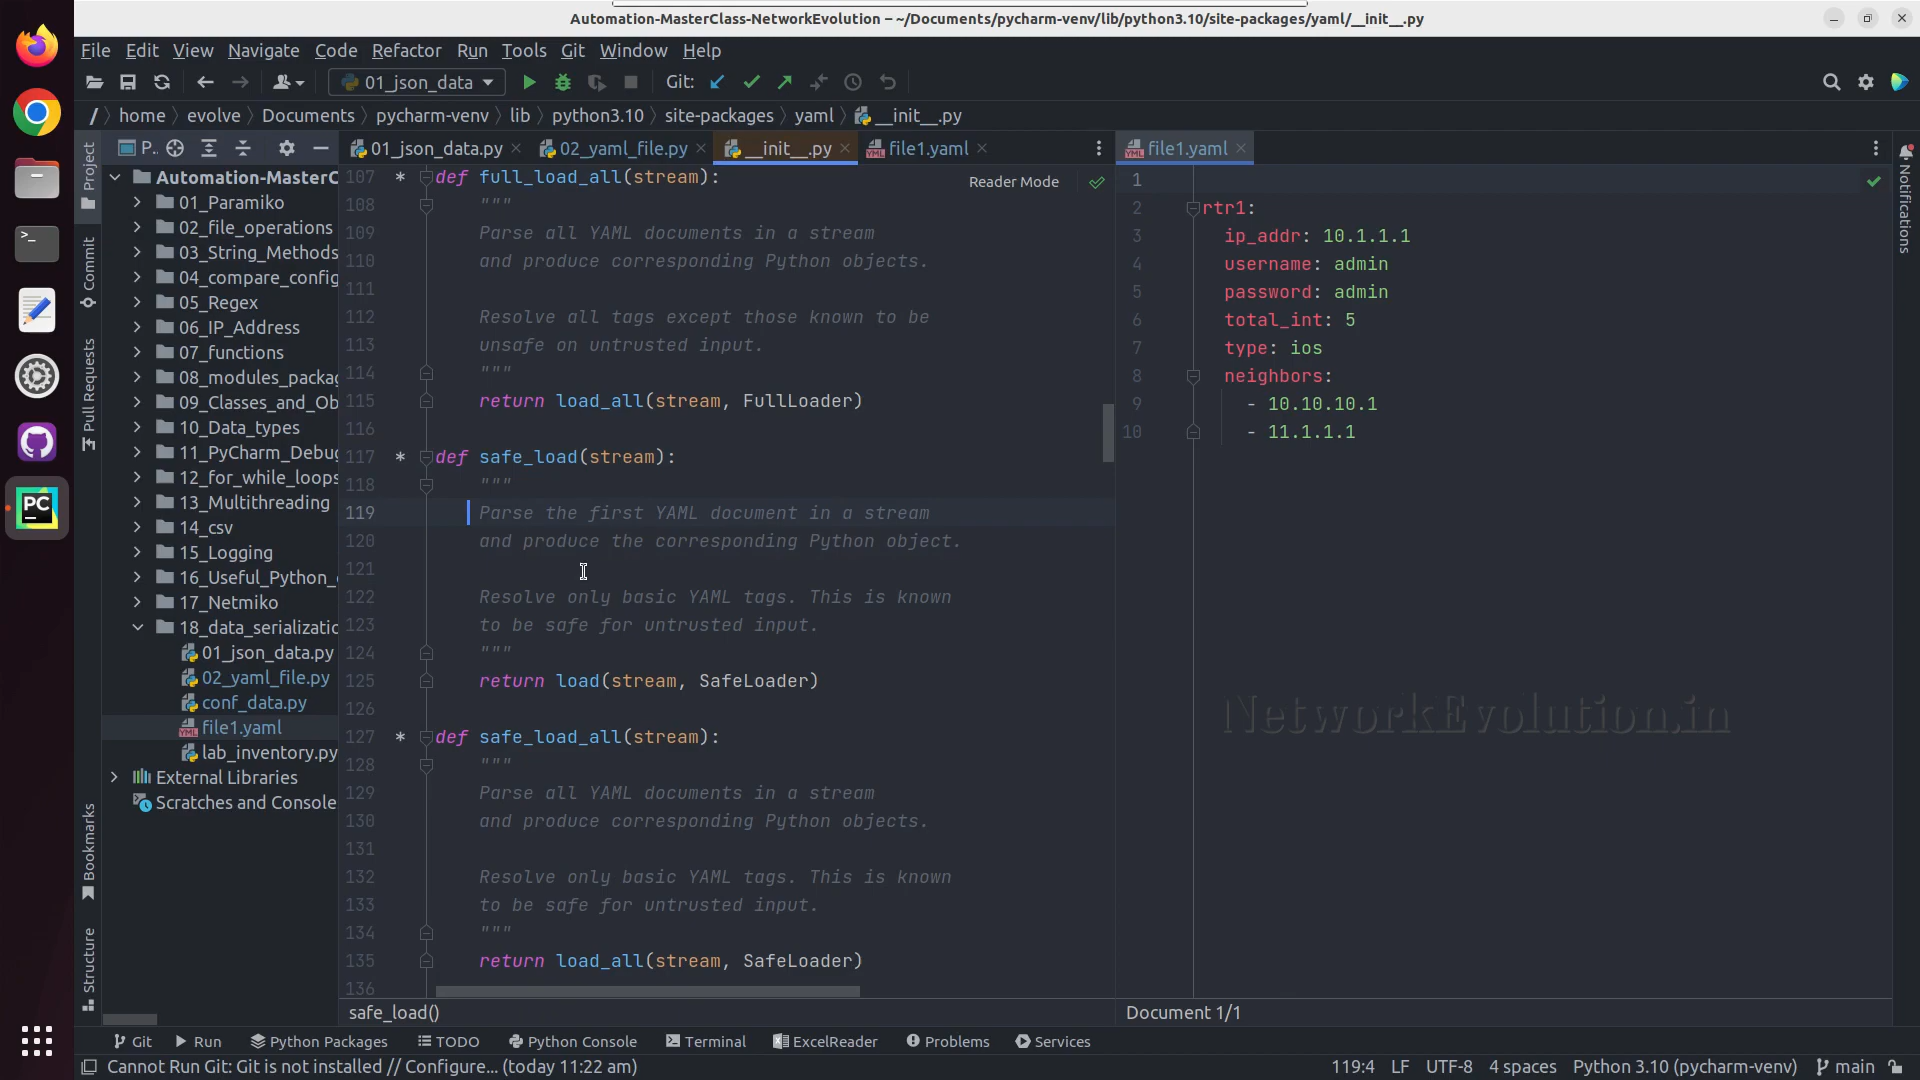 Automation-MasterClass-NetworkEvolution – ~/Documents/pycharm-venv/lib/python3.10/site-packages/yaml/__init__.py
File Edit View Navigate Code Refactor Run Tools Git Window Help
01_json_data Git:
/ home evolve Documents pycharm-venv lib python3.10 site-packages yaml __init__.py
Project
Commit
Pull Requests
Bookmarks
Structure
P..
Automation-MasterC
01_Paramiko
02_file_operations
03_String_Methods
04_compare_config
05_Regex
06_IP_Address
07_functions
08_modules_packag
09_Classes_and_Ob
10_Data_types
11_PyCharm_Debug
12_for_while_loops
13_Multithreading
14_csv
15_Logging
16_Useful_Python_
17_Netmiko
18_data_serializatio
01_json_data.py
02_yaml_file.py
conf_data.py
file1.yaml
lab_inventory.py
External Libraries
Scratches and Console
01_json_data.py 02_yaml_file.py __init__.py file1.yaml
Reader Mode
107 * def full_load_all(stream):
108 """
109 Parse all YAML documents in a stream
110 and produce corresponding Python objects.
111
112 Resolve all tags except those known to be
113 unsafe on untrusted input.
114 """
115 return load_all(stream, FullLoader)
116
117 * def safe_load(stream):
118 """
119 Parse the first YAML document in a stream
120 and produce the corresponding Python object.
121
122 Resolve only basic YAML tags. This is known
123 to be safe for untrusted input.
124 """
125 return load(stream, SafeLoader)
126
127 * def safe_load_all(stream):
128 """
129 Parse all YAML documents in a stream
130 and produce corresponding Python objects.
131
132 Resolve only basic YAML tags. This is known
133 to be safe for untrusted input.
134 """
135 return load_all(stream, SafeLoader)
136
safe_load()
file1.yaml
1
2 rtr1:
3 ip_addr: 10.1.1.1
4 username: admin
5 password: admin
6 total_int: 5
7 type: ios
8 neighbors:
9 - 10.10.10.1
10 - 11.1.1.1
NetworkEvolution.in
Document 1/1
Notifications
Git Run Python Packages TODO Python Console Terminal ExcelReader Problems Services
Cannot Run Git: Git is not installed // Configure... (today 11:22 am) 119:4 LF UTF-8 4 spaces Python 3.10 (pycharm-venv) main